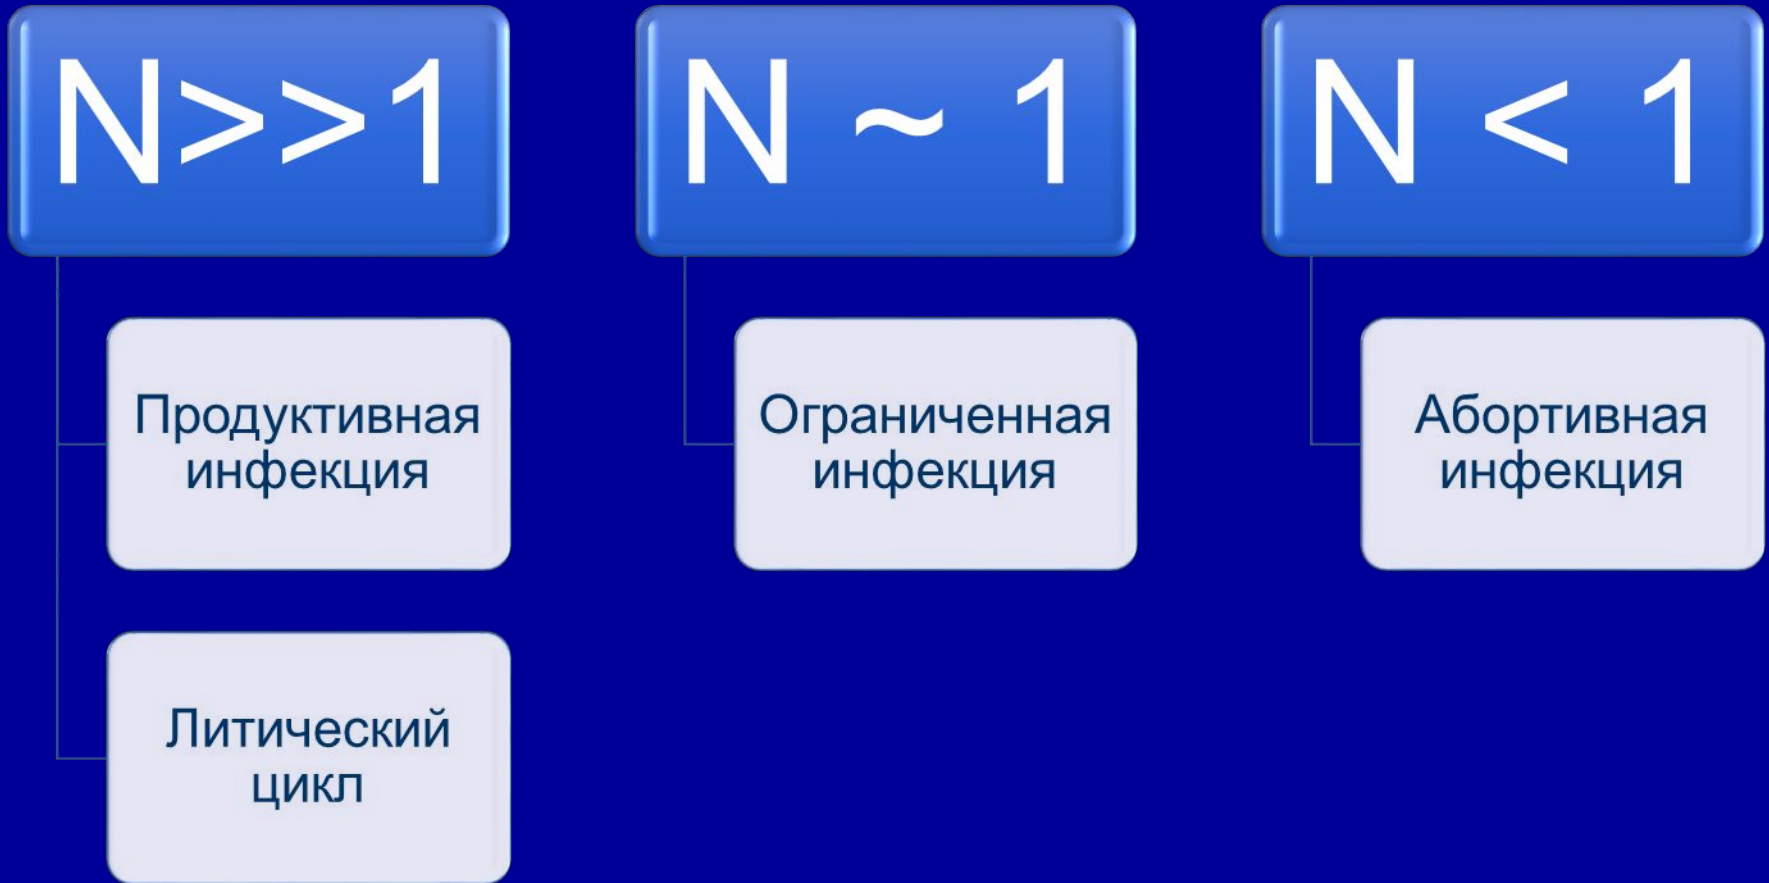 N>>1
Продуктивная
инфекция
Литический
цикл
N ~ 1
Ограниченная
инфекция
N < 1
Абортивная
инфекция